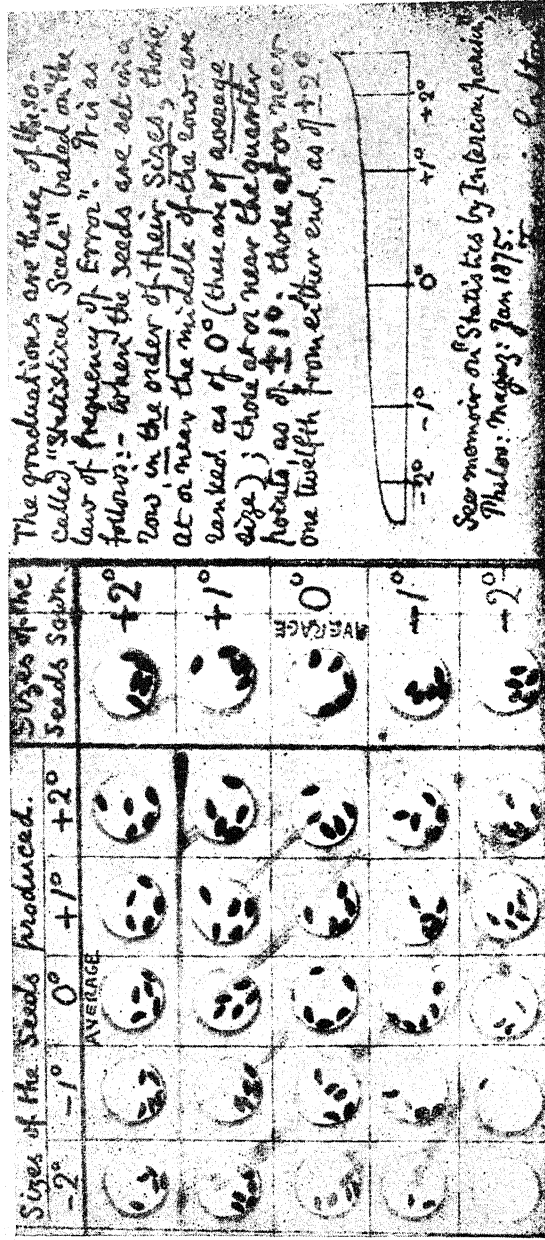 Sizes of the Seeds produced.
-2° -1° 0° +1° +2°
AVERAGE
Sizes of the
Seeds Sown.
+2°
+1°
0°
AVERAGE
-1°
-2°
The graduations are those of the so-
called "Statistical Scale" based on the
law of Frequency of Error". It is as
follows:- When the seeds are set in a
row, in the order of their Sizes, those
at or near the middle of the row are
ranked as of 0° (these are of average
size); those at or near the quarter
points, as of ± 1°. those at or near
one twelfth from either end, as of ± 2°.
-2° -1° 0° +1° +2°
See memoir on "Statistics by Intercomparison,"
Philos: Magaz: Jan 1875.
Francis Galton